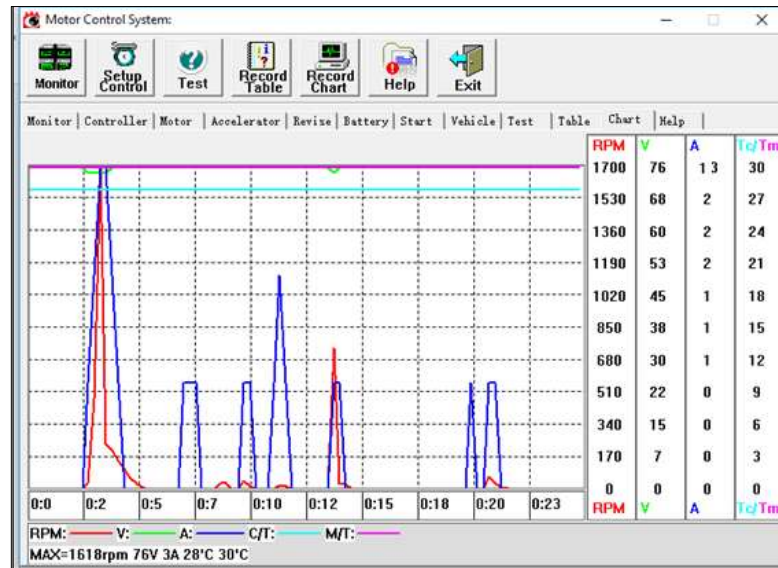 Motor Control System:
Monitor Setup Control Test Record Table Record Chart Help Exit
Monitor | Controller | Motor | Accelerator | Revise | Battery | Start | Vehicle | Test | Table Chart | Help |
RPM V A Tc/Tm
1700 76 1 3 30
1530 68 2 27
1360 60 2 24
1190 53 2 21
1020 45 1 18
850 38 1 15
680 30 1 12
510 22 0 9
340 15 0 6
170 7 0 3
0 0 0 0
0:0 0:2 0:5 0:7 0:10 0:12 0:15 0:18 0:20 0:23
RPM V A Tc/Tm
RPM: V: A: C/T: M/T:
MAX=1618rpm 76V 3A 28'C 30'C